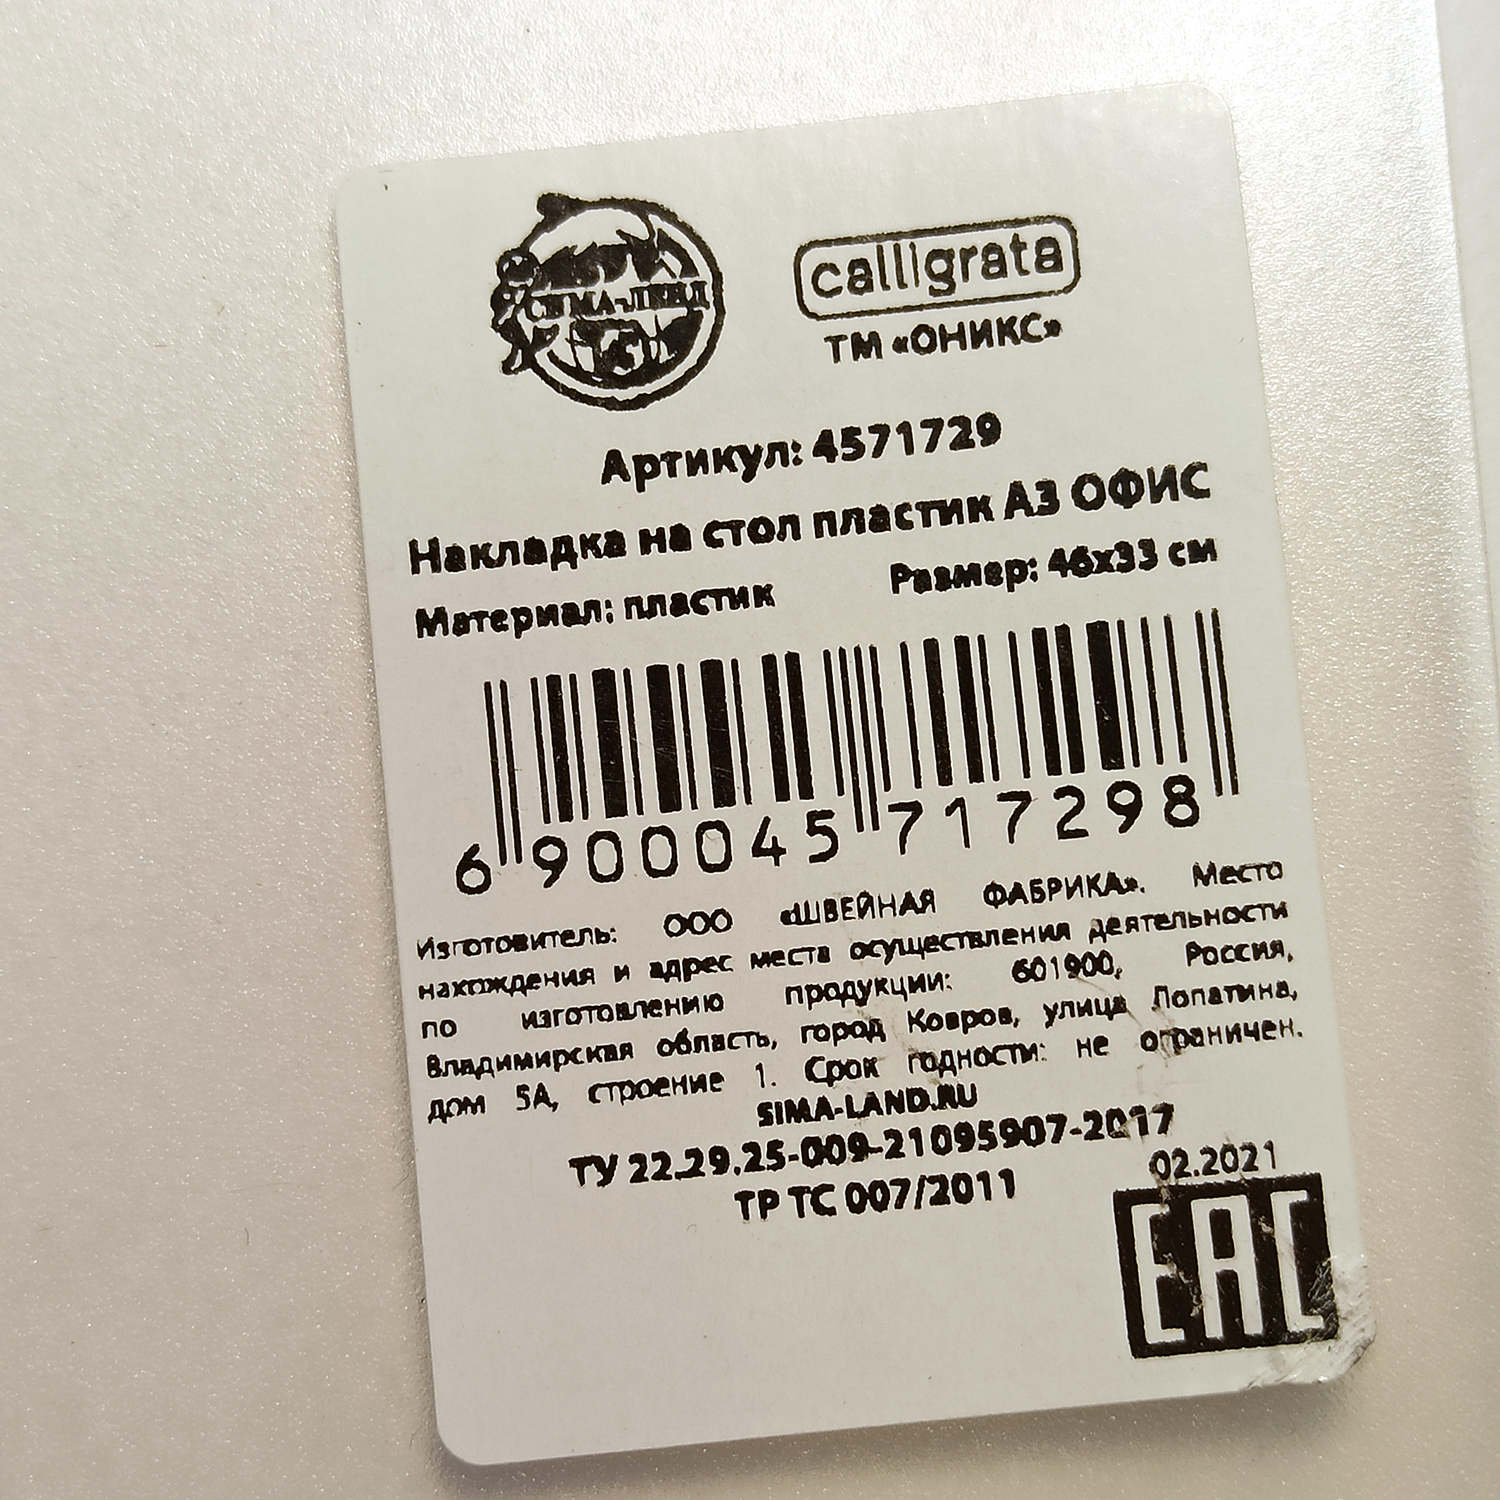 СИМА-ЛЕНД
calligrata
ТМ «ОНИКС»
Артикул: 4571729
Накладка на стол пластик А3 ОФИС
Материал: пластик Размер: 46х33 см
6 900045 717298
Изготовитель: ООО «ШВЕЙНАЯ ФАБРИКА». Место
нахождения и адрес места осуществления деятельности
по изготовлению продукции: 601900, Россия,
Владимирская область, город Ковров, улица Лопатина,
дом 5А, строение 1. Срок годности: не ограничен.
SIMA-LAND.RU
ТУ 22.29.25-009-21095907-2017
ТР ТС 007/2011
02.2021
EAC